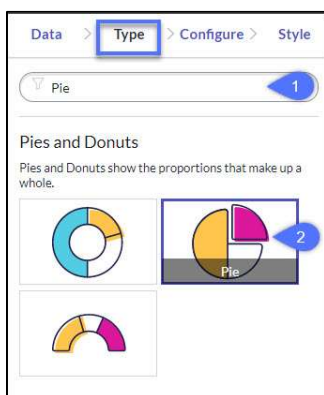 Data > Type > Configure > Style
Pie 1
Pies and Donuts
Pies and Donuts show the proportions that make up a
whole.
2
Pie